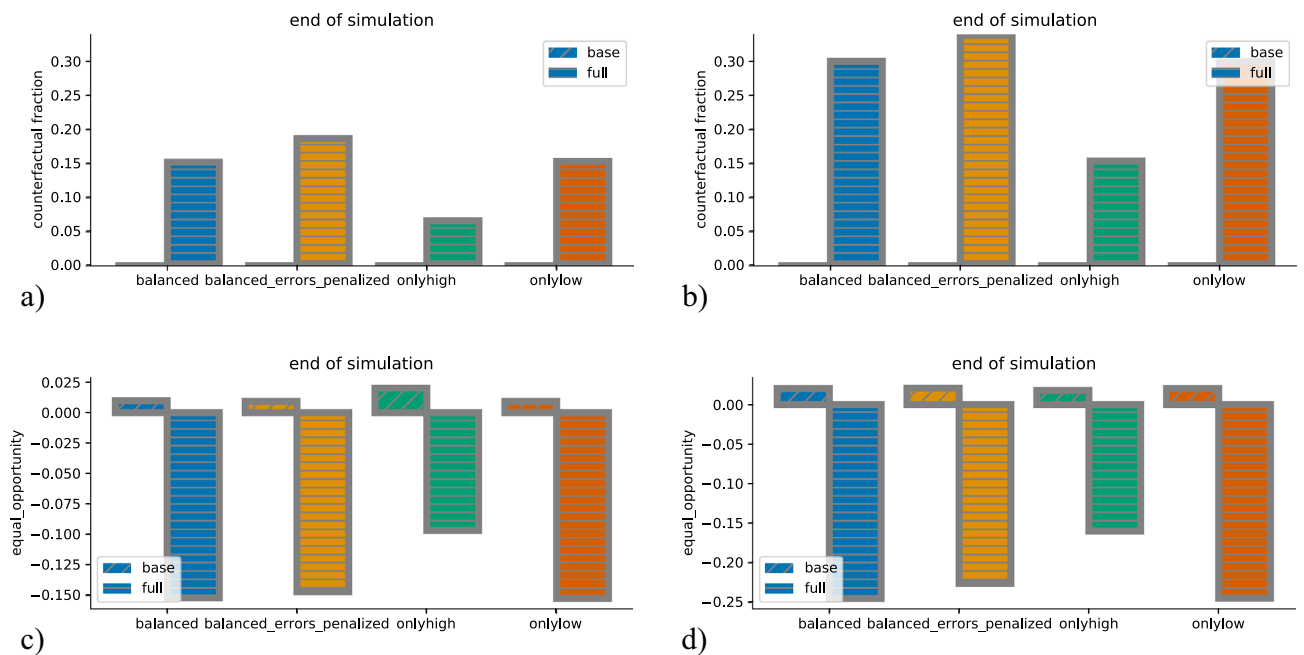 end of simulation
0.30
0.25
0.20
0.15
0.10
0.05
0.00
counterfactual fraction
base
full
balanced balanced_errors_penalized onlyhigh onlylow
a)
end of simulation
0.30
0.25
0.20
0.15
0.10
0.05
0.00
counterfactual fraction
base
full
balanced balanced_errors_penalized onlyhigh onlylow
b)
end of simulation
0.025
0.000
−0.025
−0.050
−0.075
−0.100
−0.125
−0.150
equal_opportunity
base
full
balanced balanced_errors_penalized onlyhigh onlylow
c)
end of simulation
0.00
−0.05
−0.10
−0.15
−0.20
−0.25
equal_opportunity
base
full
balanced balanced_errors_penalized onlyhigh onlylow
d)